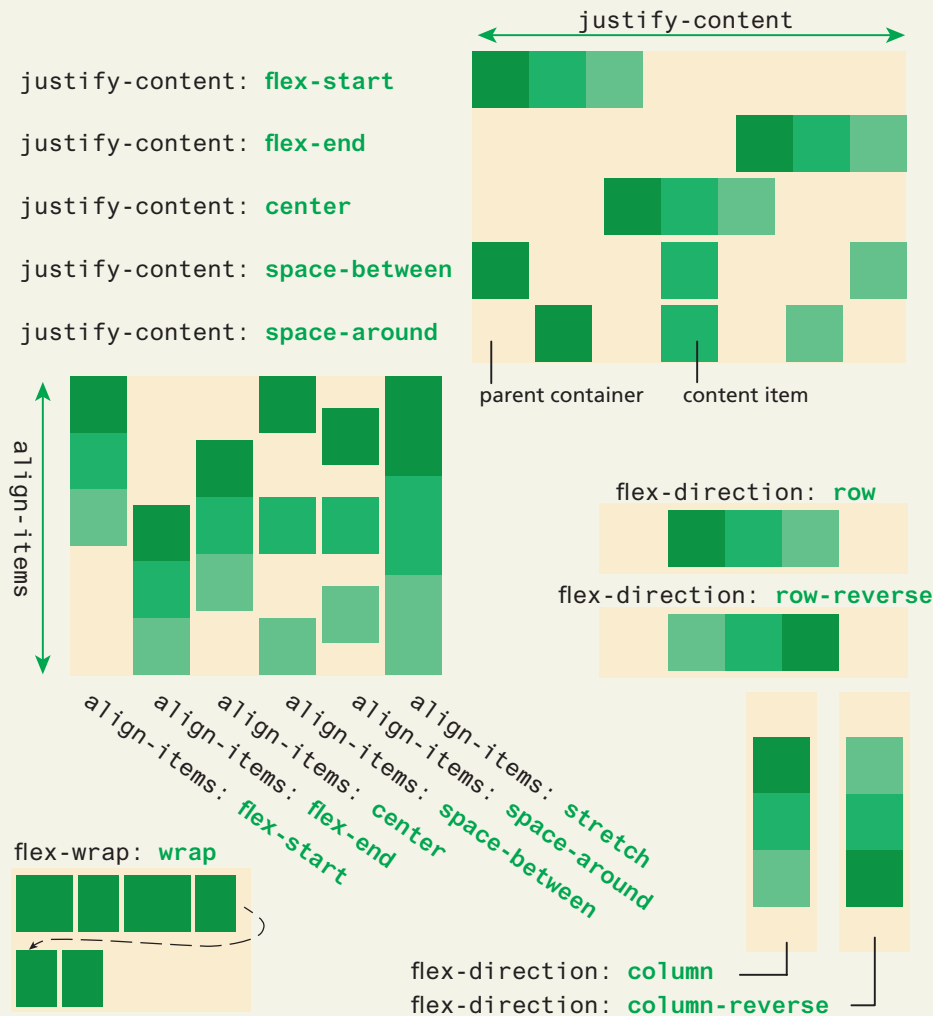 justify-content
justify-content: flex-start
justify-content: flex-end
justify-content: center
justify-content: space-between
justify-content: space-around
parent container
content item
align-items
align-items: flex-start
align-items: flex-end
align-items: center
align-items: space-between
align-items: space-around
align-items: stretch
flex-direction: row
flex-direction: row-reverse
flex-wrap: wrap
flex-direction: column
flex-direction: column-reverse